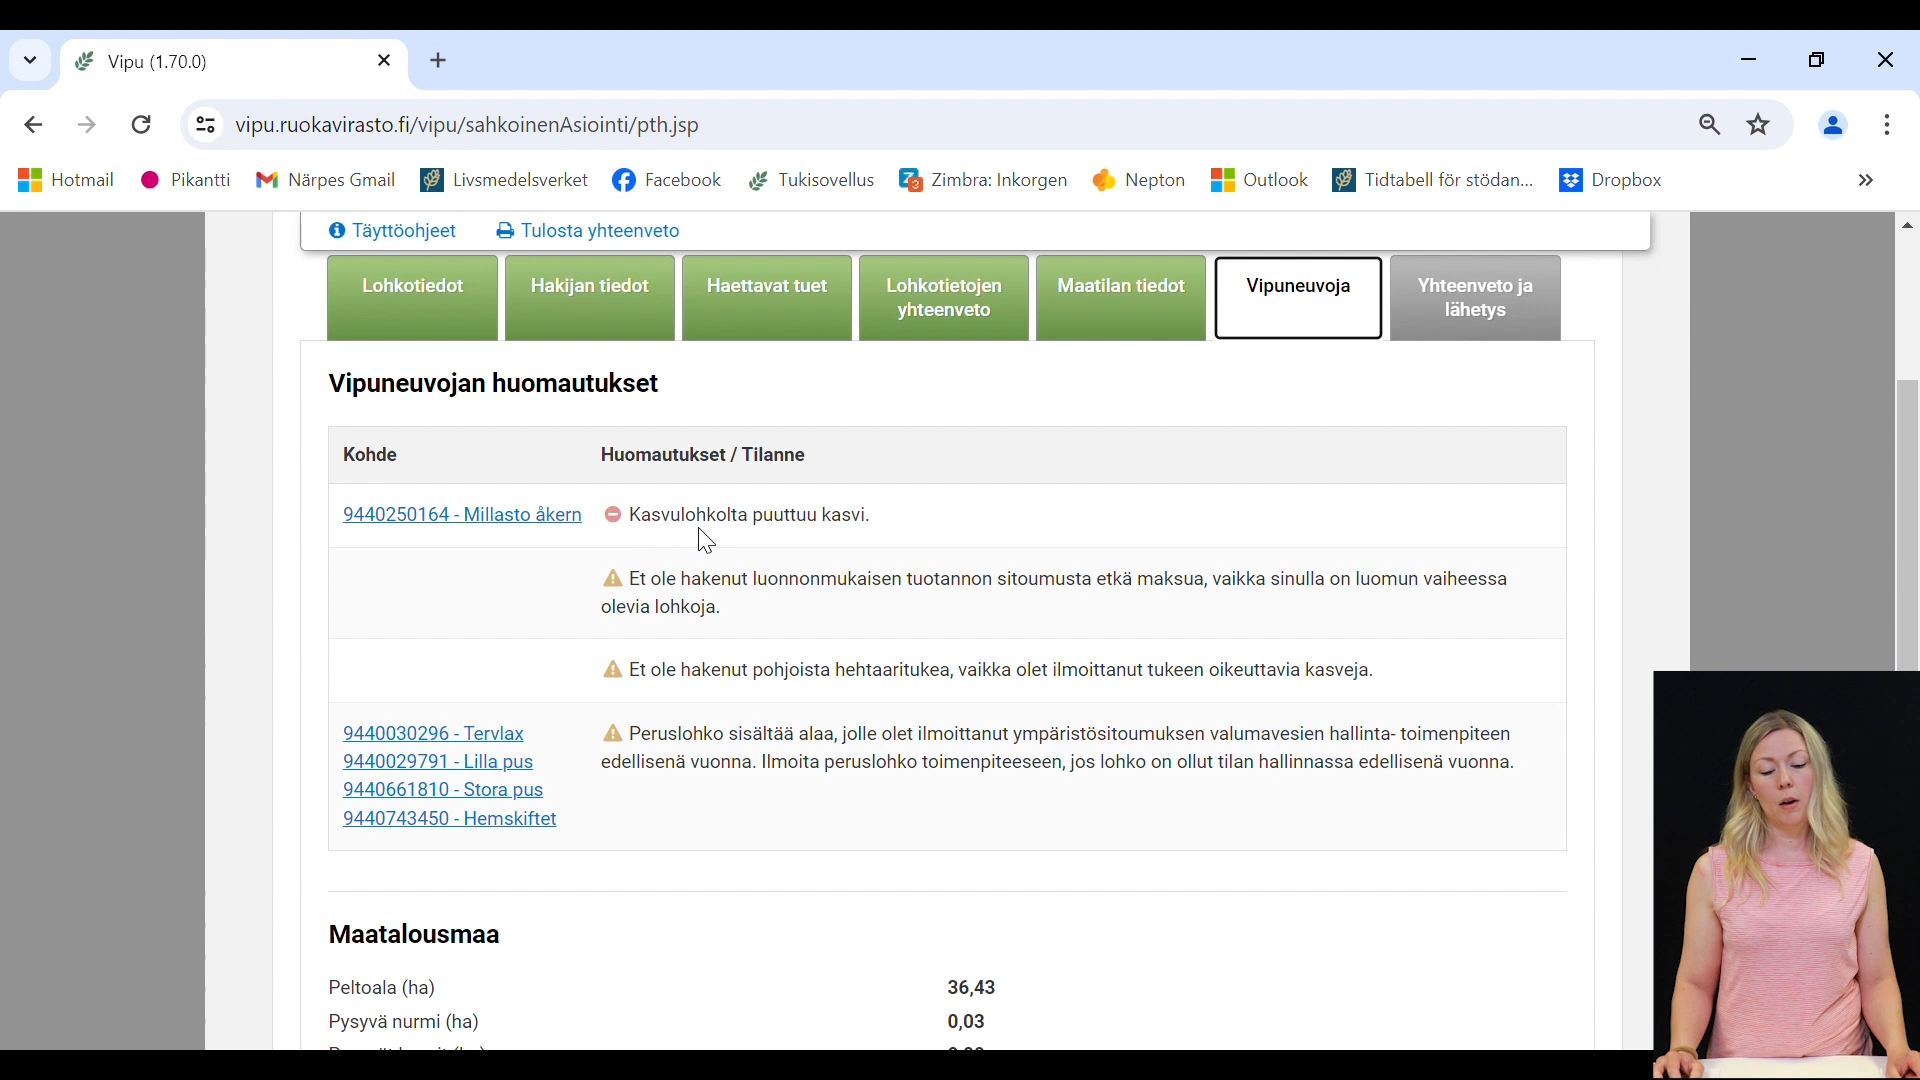 Vipu (1.70.0)
vipu.ruokavirasto.fi/vipu/sahkoinenAsiointi/pth.jsp
Hotmail Pikantti Närpes Gmail Livsmedelsverket Facebook Tukisovellus Zimbra: Inkorgen Nepton Outlook Tidtabell för stödan... Dropbox
Täyttöohjeet Tulosta yhteenveto
Lohkotiedot
Hakijan tiedot
Haettavat tuet
Lohkotietojen
yhteenveto
Maatilan tiedot
Vipuneuvoja
Yhteenveto ja
lähetys
Vipuneuvojan huomautukset
Kohde Huomautukset / Tilanne
9440250164 - Millasto åkern Kasvulohkolta puuttuu kasvi.
Et ole hakenut luonnonmukaisen tuotannon sitoumusta etkä maksua, vaikka sinulla on luomun vaiheessa
olevia lohkoja.
Et ole hakenut pohjoista hehtaaritukea, vaikka olet ilmoittanut tukeen oikeuttavia kasveja.
9440030296 - Tervlax
9440029791 - Lilla pus
9440661810 - Stora pus
9440743450 - Hemskiftet
Peruslohko sisältää alaa, jolle olet ilmoittanut ympäristösitoumuksen valumavesien hallinta- toimenpiteen
edellisenä vuonna. Ilmoita peruslohko toimenpiteeseen, jos lohko on ollut tilan hallinnassa edellisenä vuonna.
Maatalousmaa
Peltoala (ha) 36,43
Pysyvä nurmi (ha) 0,03